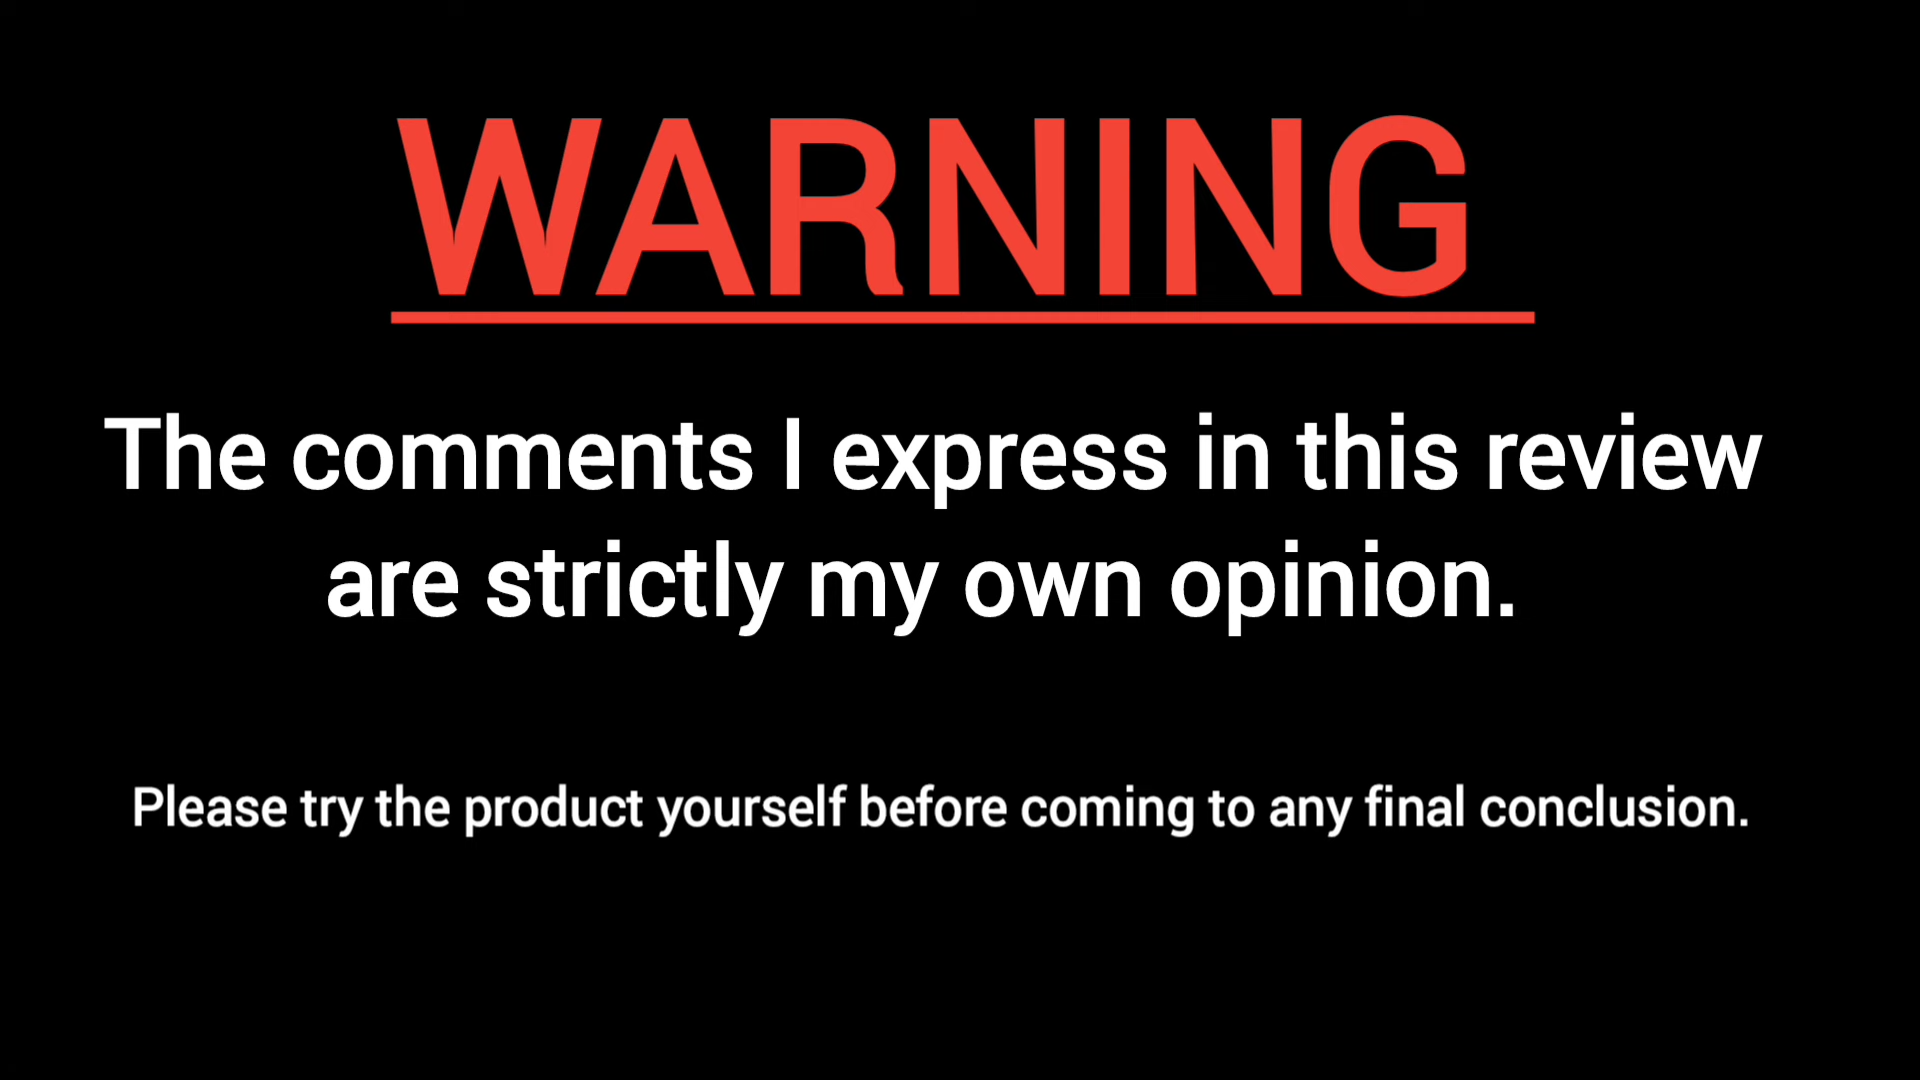 WARNING
The comments I express in this review
are strictly my own opinion.
Please try the product yourself before coming to any final conclusion.